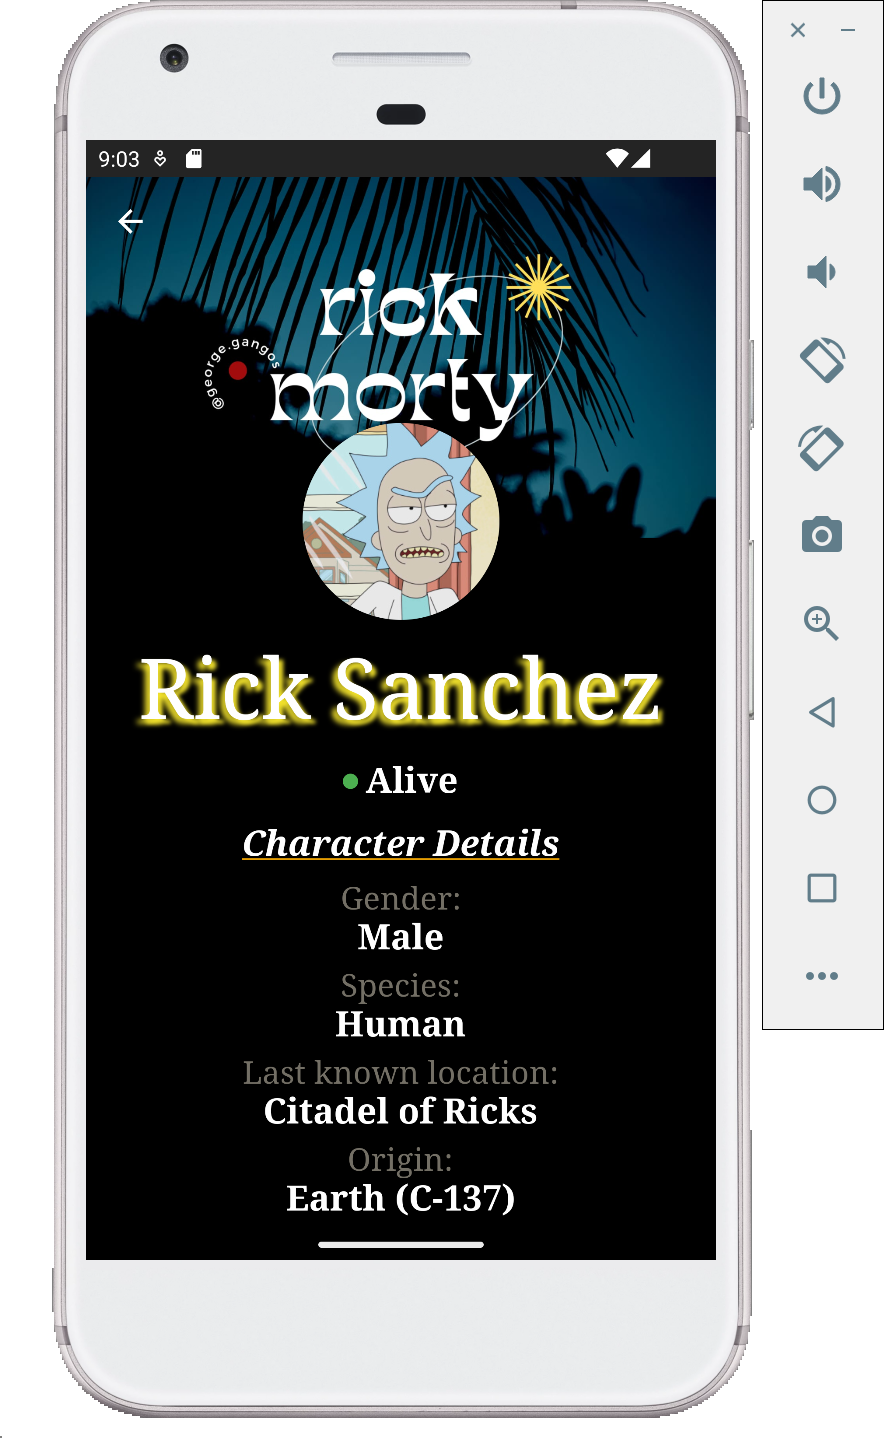 9:03
rick
@george.gangos
morty
Rick Sanchez
Alive
Character Details
Gender:
Male
Species:
Human
Last known location:
Citadel of Ricks
Origin:
Earth (C-137)